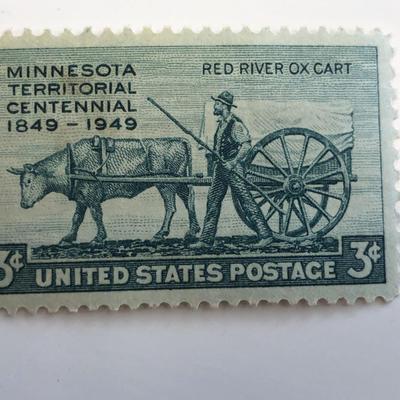 MINNESOTA
TERRITORIAL
CENTENNIAL
1849-1949
RED RIVER OX CART
3¢ UNITED STATES POSTAGE 3¢